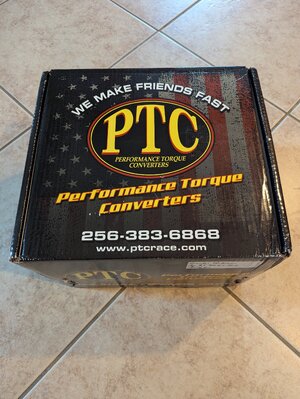 WE MAKE FRIENDS FAST
PTC
PERFORMANCE TORQUE
CONVERTERS
Performance Torque
Converters
256-383-6868
www.ptcrace.com
PTC